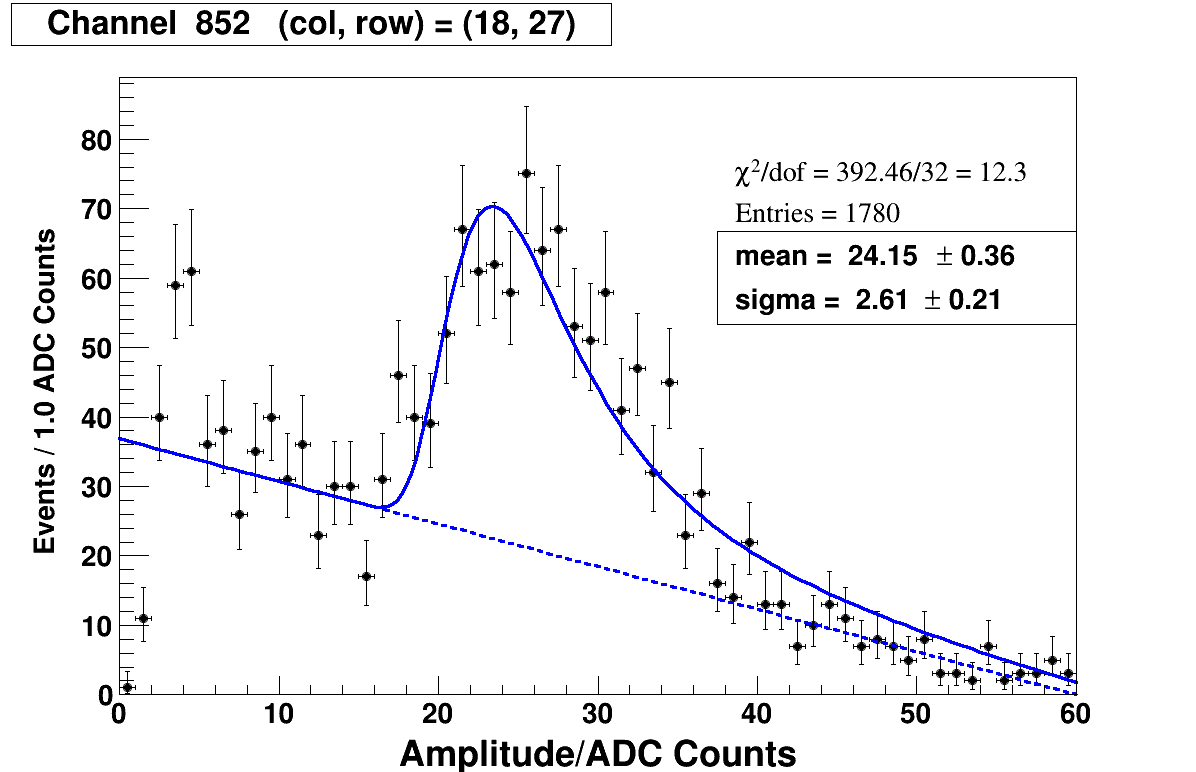 Channel 852 (col, row) = (18, 27)
80
70
60
50
40
30
20
10
0
Events / 1.0 ADC Counts
χ²/dof = 392.46/32 = 12.3
Entries = 1780
mean = 24.15 ± 0.36
sigma = 2.61 ± 0.21
0 10 20 30 40 50 60
Amplitude/ADC Counts